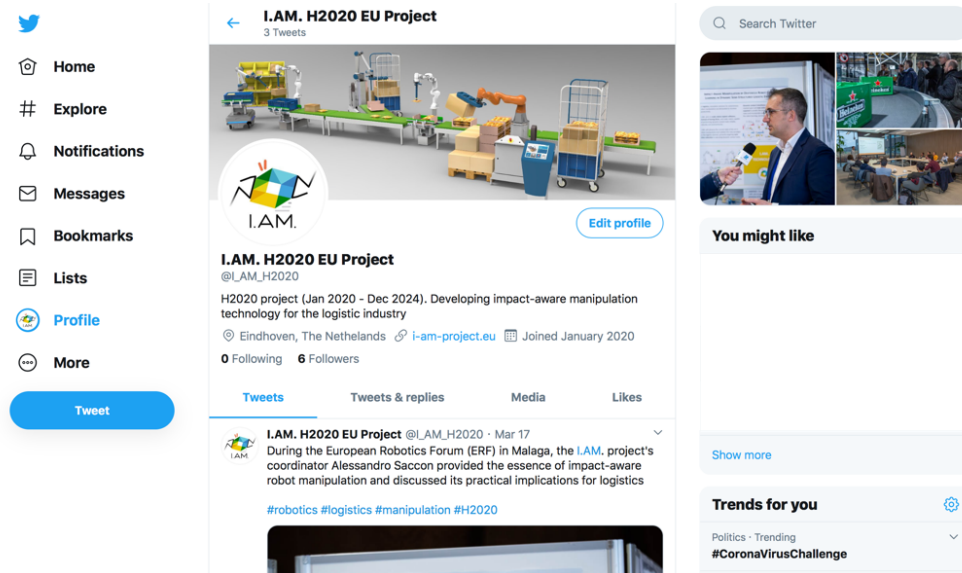 I.AM. H2020 EU Project
3 Tweets
Search Twitter
Home
Explore
Notifications
Messages
Bookmarks
Lists
Profile
More
Tweet
I.AM.
Edit profile
I.AM. H2020 EU Project
@I_AM_H2020
H2020 project (Jan 2020 - Dec 2024). Developing impact-aware manipulation
technology for the logistic industry
Eindhoven, The Nethelands i-am-project.eu Joined January 2020
0 Following 6 Followers
Tweets Tweets & replies Media Likes
I.AM.
I.AM. H2020 EU Project @I_AM_H2020 · Mar 17
During the European Robotics Forum (ERF) in Malaga, the I.AM. project's
coordinator Alessandro Saccon provided the essence of impact-aware
robot manipulation and discussed its practical implications for logistics
#robotics #logistics #manipulation #H2020
Heineken
You might like
Show more
Trends for you
Politics · Trending
#CoronaVirusChallenge